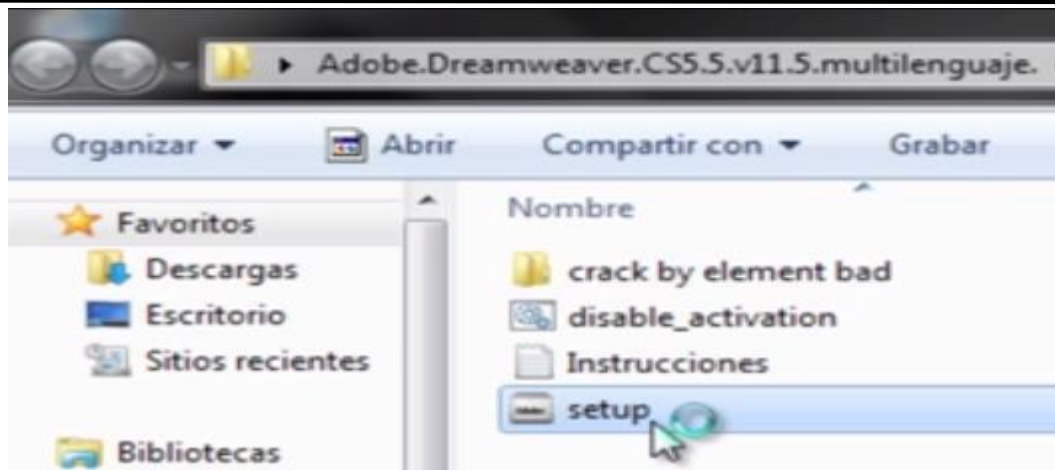 Adobe.Dreamweaver.CS5.5.v11.5.multilenguaje.
Organizar Abrir Compartir con Grabar
Favoritos
Descargas
Escritorio
Sitios recientes
Bibliotecas
Nombre
crack by element bad
disable_activation
Instrucciones
setup